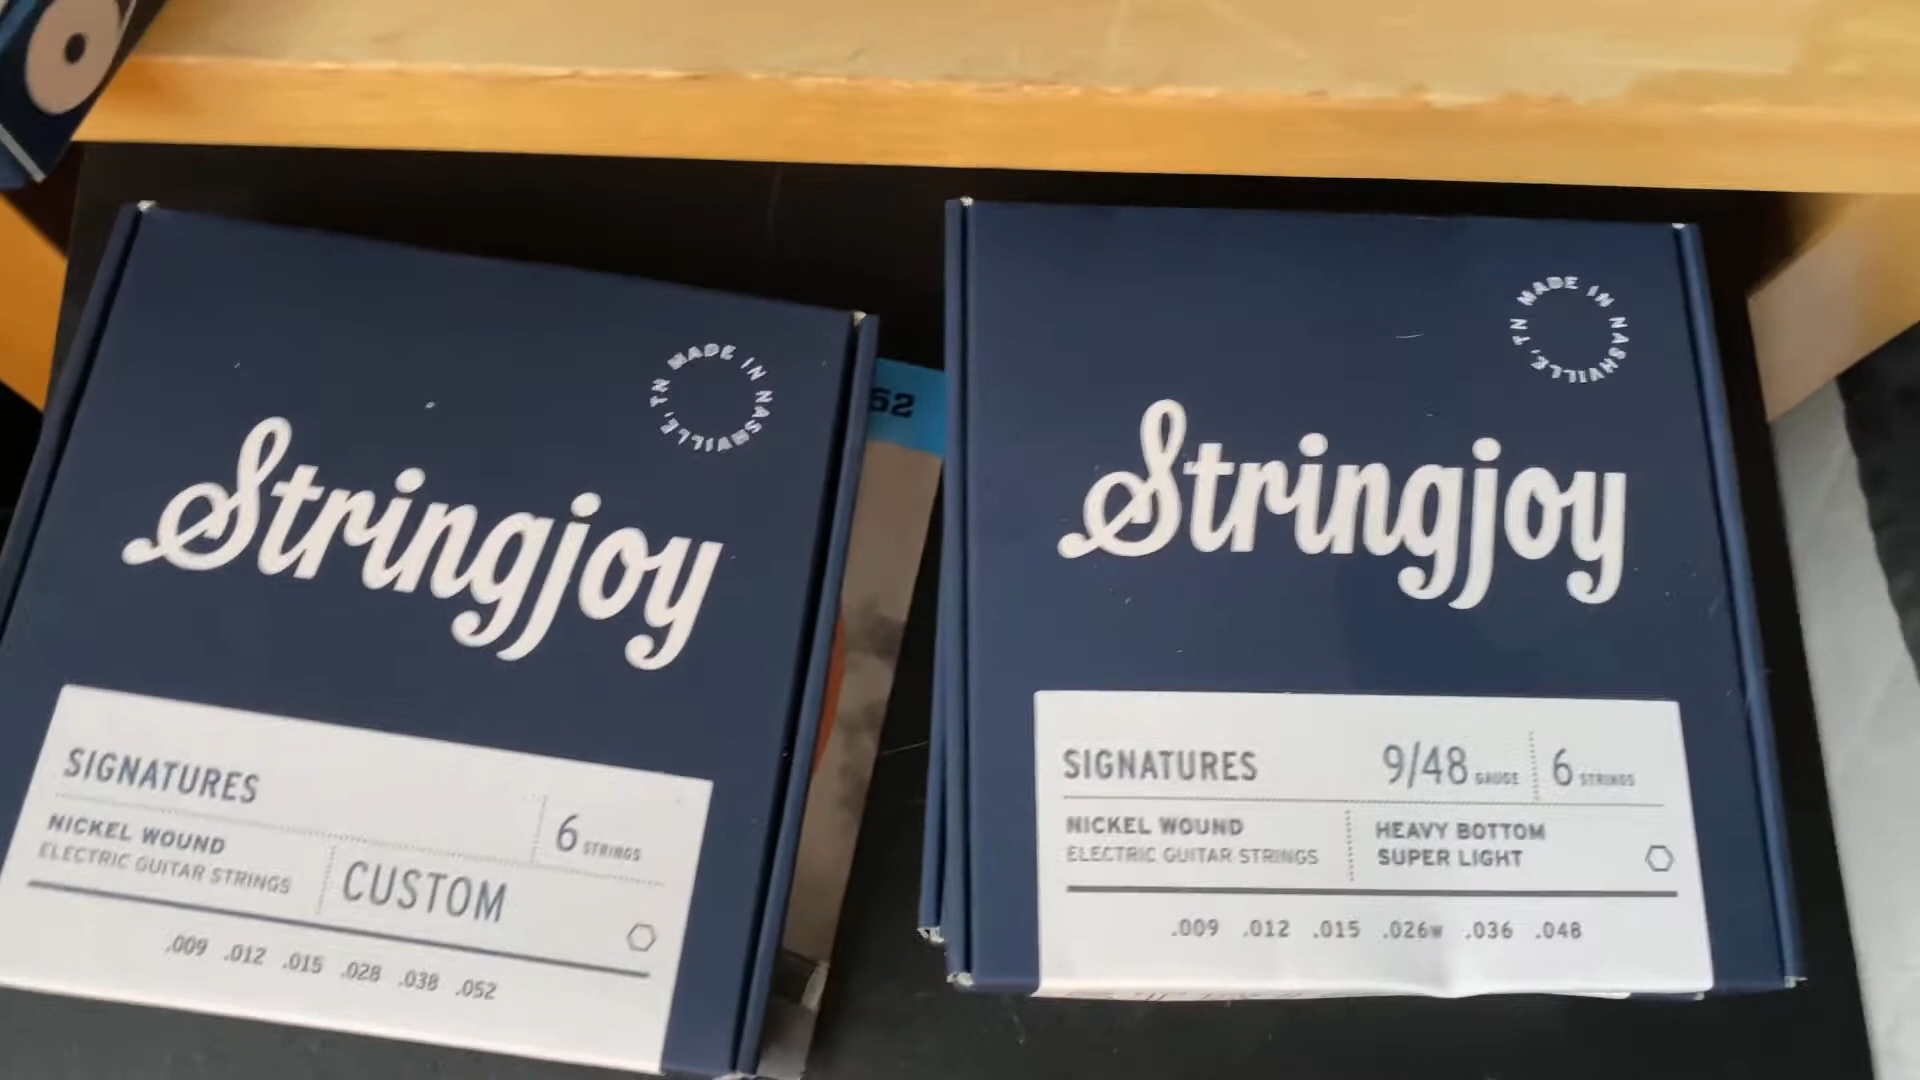 MADE IN NASHVILLE, TN
Stringjoy
SIGNATURES
6 STRINGS
NICKEL WOUND
ELECTRIC GUITAR STRINGS
CUSTOM
.009 .012 .015 .028 .038 .052
52
MADE IN NASHVILLE, TN
Stringjoy
SIGNATURES 9/48 GAUGE 6 STRINGS
NICKEL WOUND
ELECTRIC GUITAR STRINGS
HEAVY BOTTOM
SUPER LIGHT
.009 .012 .015 .026w .036 .048